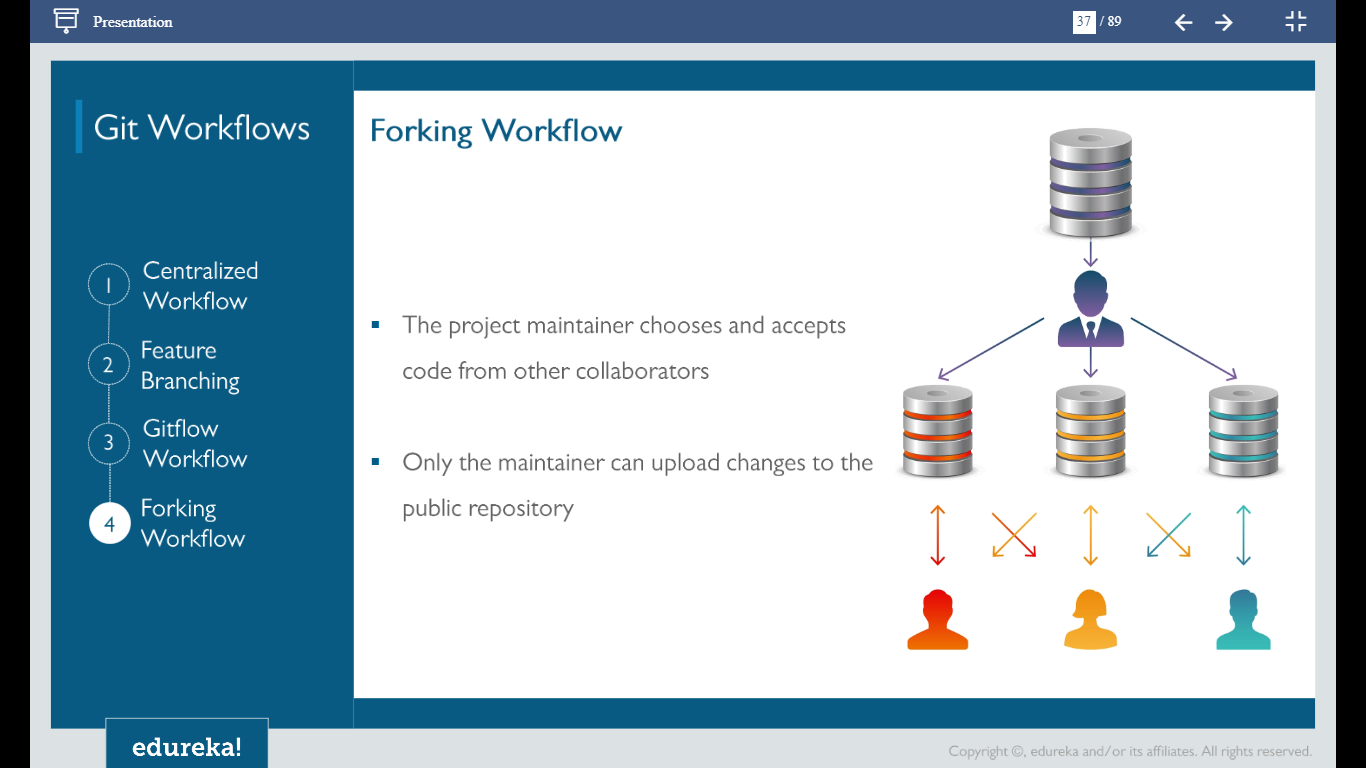 Presentation
37 / 89
Git Workflows
1
Centralized
Workflow
2
Feature
Branching
3
Gitflow
Workflow
4
Forking
Workflow
Forking Workflow
▪ The project maintainer chooses and accepts
code from other collaborators
▪ Only the maintainer can upload changes to the
public repository
edureka!
Copyright ©, edureka and/or its affiliates. All rights reserved.